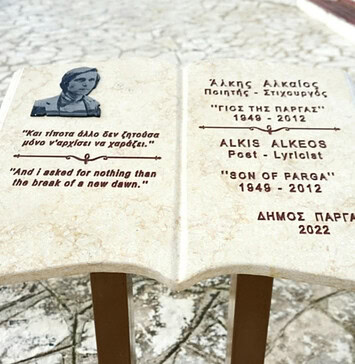 "Και τίποτα άλλο δεν ζητούσα
μόνο ν'αρχίσει να χαράζει."
"And i asked for nothing than
the break of a new dawn."
Άλκης Αλκαίος
Ποιητής - Στιχουργός
"ΓΙΟΣ ΤΗΣ ΠΑΡΓΑΣ"
1949 - 2012
ALKIS ALKEOS
Poet - Lyricist
"SON OF PARGA"
1949 - 2012
ΔΗΜΟΣ ΠΑΡΓΑ
2022